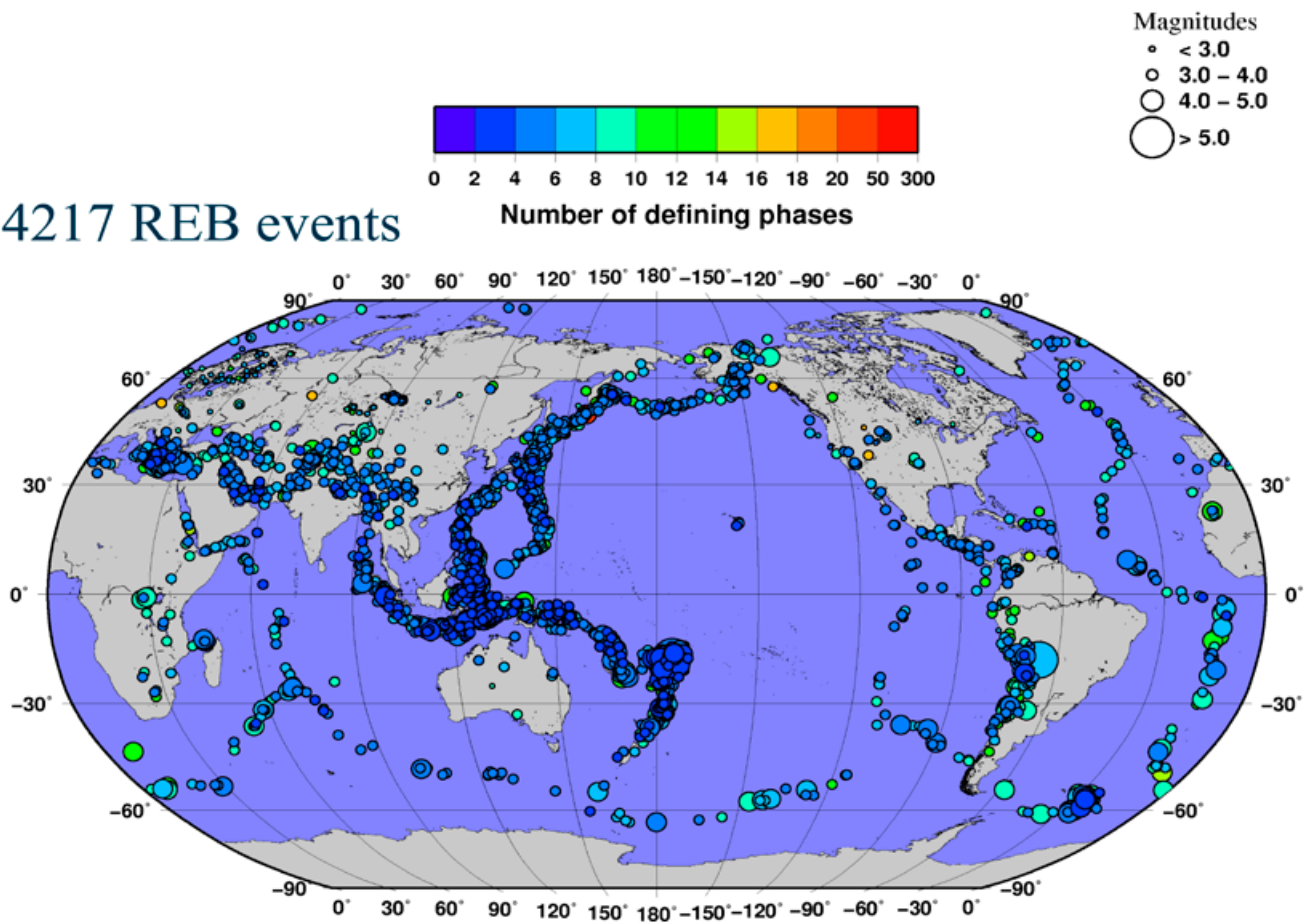 Magnitudes
< 3.0
3.0 – 4.0
4.0 – 5.0
> 5.0
0 2 4 6 8 10 12 14 16 18 20 50 300
Number of defining phases
4217 REB events
0° 30° 60° 90° 120° 150° 180° −150° −120° −90° −60° −30° 0°
90° 90°
60° 60°
30° 30°
0° 0°
−30° −30°
−60° −60°
−90° −90°
0° 30° 60° 90° 120° 150° 180° −150° −120° −90° −60° −30° 0°